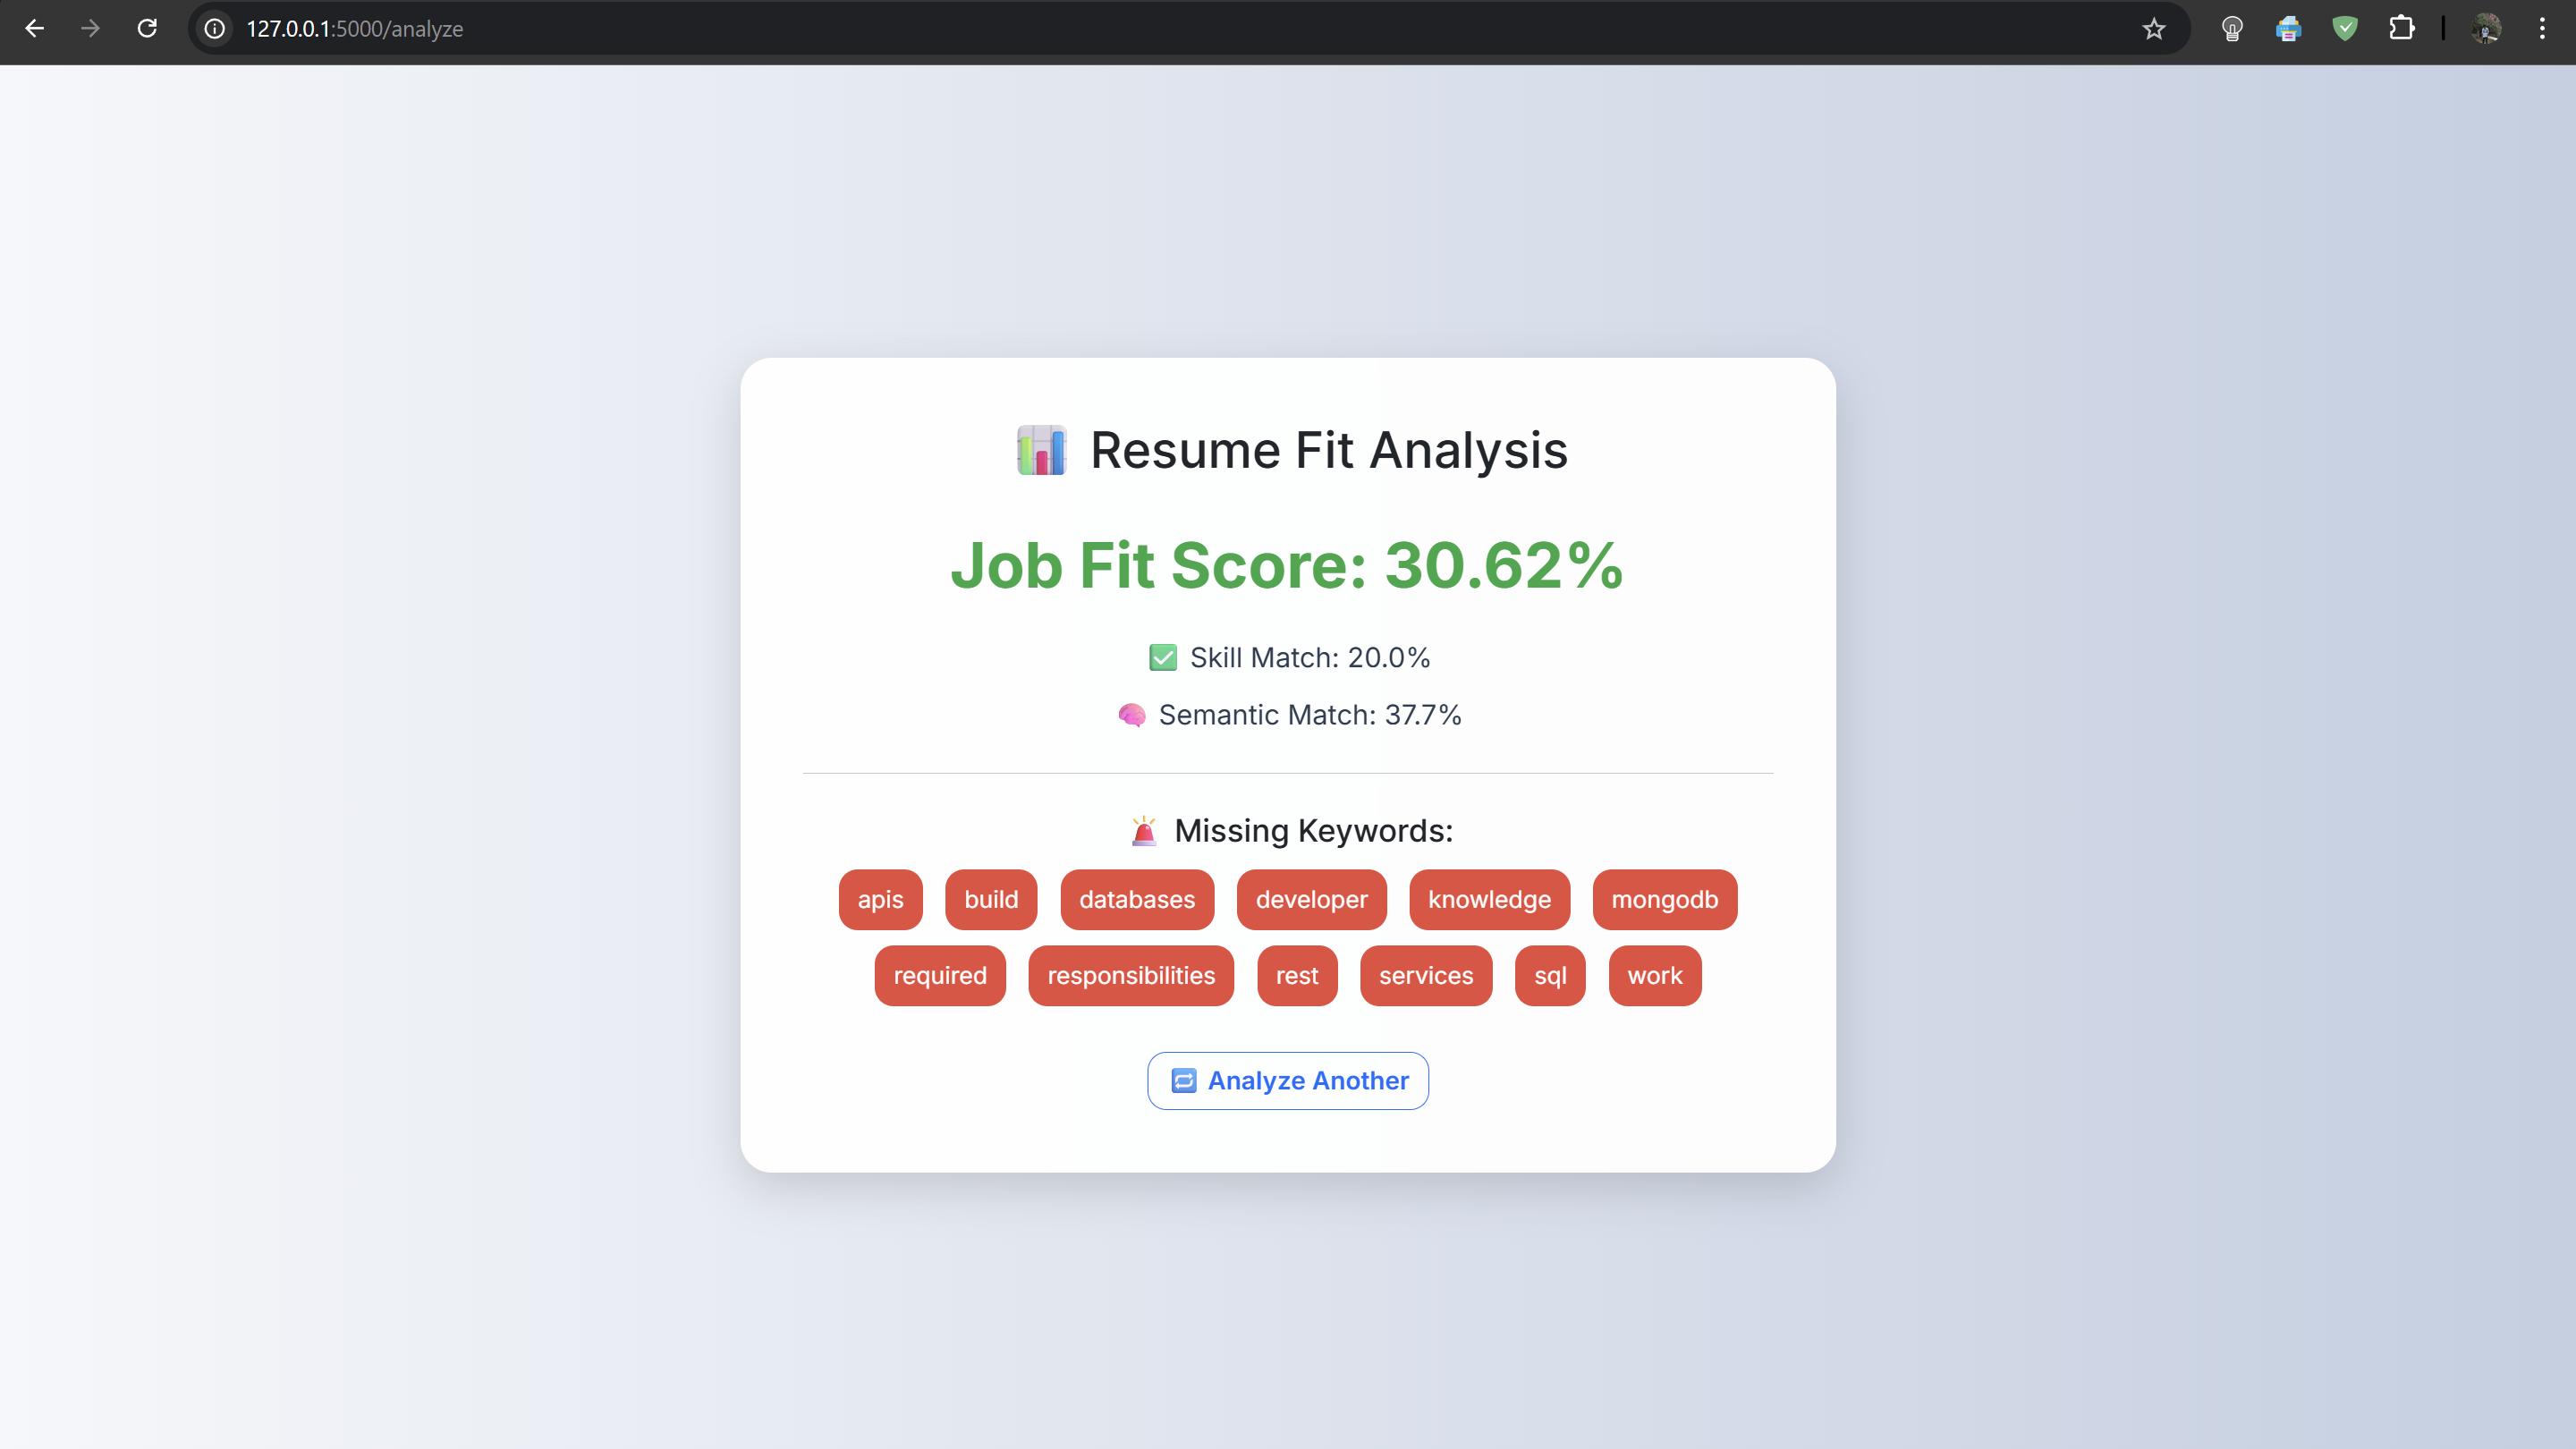 127.0.0.1:5000/analyze
Resume Fit Analysis
Job Fit Score: 30.62%
Skill Match: 20.0%
Semantic Match: 37.7%
Missing Keywords:
apis build databases developer knowledge mongodb
required responsibilities rest services sql work
Analyze Another